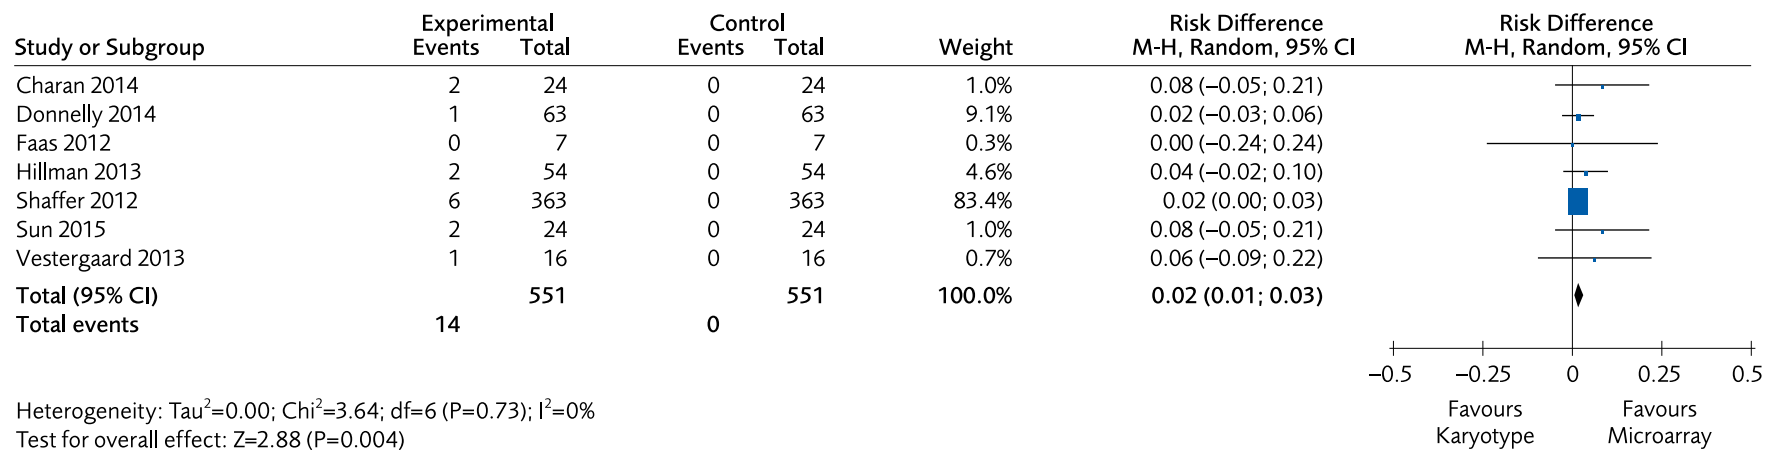 Experimental Control Risk Difference Risk Difference
Study or Subgroup Events Total Events Total Weight M-H, Random, 95% CI M-H, Random, 95% CI
Charan 2014 2 24 0 24 1.0% 0.08 (–0.05; 0.21)
Donnelly 2014 1 63 0 63 9.1% 0.02 (–0.03; 0.06)
Faas 2012 0 7 0 7 0.3% 0.00 (–0.24; 0.24)
Hillman 2013 2 54 0 54 4.6% 0.04 (–0.02; 0.10)
Shaffer 2012 6 363 0 363 83.4% 0.02 (0.00; 0.03)
Sun 2015 2 24 0 24 1.0% 0.08 (–0.05; 0.21)
Vestergaard 2013 1 16 0 16 0.7% 0.06 (–0.09; 0.22)
Total (95% CI) 551 551 100.0% 0.02 (0.01; 0.03)
Total events 14 0
–0.5 –0.25 0 0.25 0.5
Heterogeneity: Tau²=0.00; Chi²=3.64; df=6 (P=0.73); I²=0%
Test for overall effect: Z=2.88 (P=0.004)
Favours Favours
Karyotype Microarray